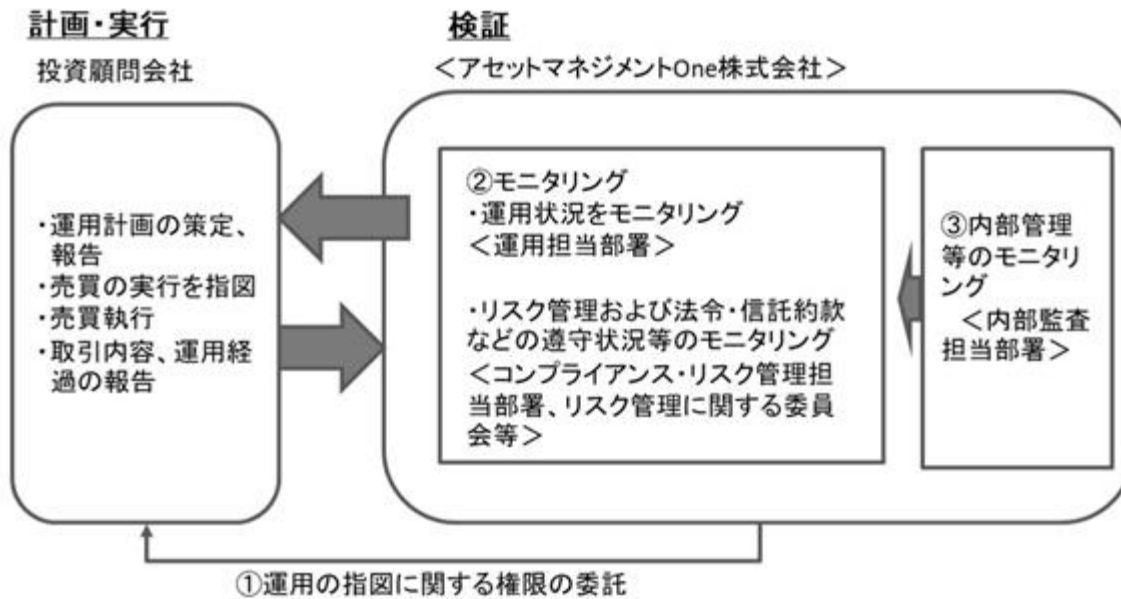 計画・実行
投資顧問会社
・運用計画の策定、
報告
・売買の実行を指図
・売買執行
・取引内容、運用経
過の報告
検証
＜アセットマネジメントOne株式会社＞
②モニタリング
・運用状況をモニタリング
＜運用担当部署＞
・リスク管理および法令・信託約款
などの遵守状況等のモニタリング
＜コンプライアンス・リスク管理担
当部署、リスク管理に関する委員
会等＞
③内部管理
等のモニタリ
ング
＜内部監査
担当部署＞
①運用の指図に関する権限の委託